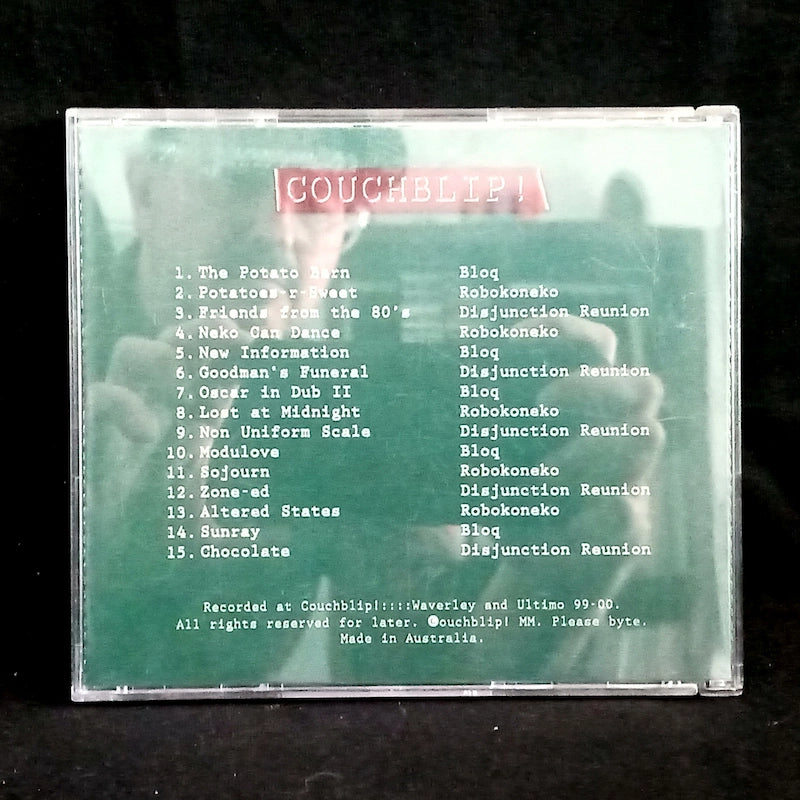 COUCHBLIP!
1. The Potato Barn Bloq
2. Potatoes-r-Sweet Robokoneko
3. Friends from the 80's Disjunction Reunion
4. Neko Can Dance Robokoneko
5. New Information Bloq
6. Goodman's Funeral Disjunction Reunion
7. Oscar in Dub II Bloq
8. Lost at Midnight Robokoneko
9. Non Uniform Scale Disjunction Reunion
10. Modulove Bloq
11. Sojourn Robokoneko
12. Zone-ed Disjunction Reunion
13. Altered States Robokoneko
14. Sunray Bloq
15. Chocolate Disjunction Reunion
Recorded at Couchblip!::::Waverley and Ultimo 99-00.
All rights reserved for later. Couchblip! MM. Please byte.
Made in Australia.